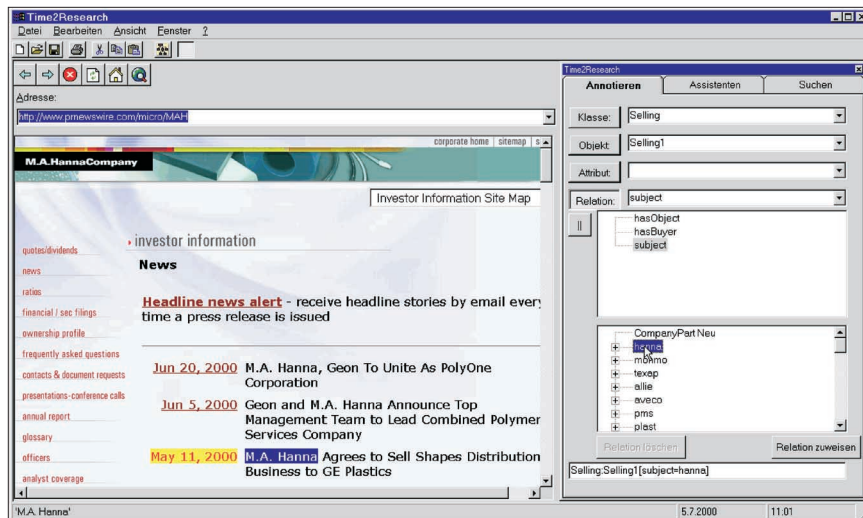 Time2Research
Datei Bearbeiten Ansicht Fenster ?
Adresse:
http://www.prnewswire.com/micro/MAH
corporate home | sitemap | s
M.A.HannaCompany
Investor Information Site Map
investor information
News
Headline news alert - receive headline stories by email every
time a press release is issued
quotes/dividends
news
ratios
financial / sec filings
ownership profile
frequently asked questions
contacts & document requests
presentations-conference calls
annual report
glossary
officers
analyst coverage
Jun 20, 2000 M.A. Hanna, Geon To Unite As PolyOne
Corporation
Jun 5, 2000 Geon and M.A. Hanna Announce Top
Management Team to Lead Combined Polymer
Services Company
May 11, 2000 M.A. Hanna Agrees to Sell Shapes Distribution
Business to GE Plastics
Time2Research
Annotieren Assistenten Suchen
Klasse: Selling
Objekt: Selling1
Attribut:
Relation: subject
hasObject
hasBuyer
subject
CompanyPart Neu
hanna
texap
allie
aveco
pms
plast
Relation löschen Relation zuweisen
Selling:Selling1[subject=hanna]
'M.A. Hanna' 5.7.2000 11:01